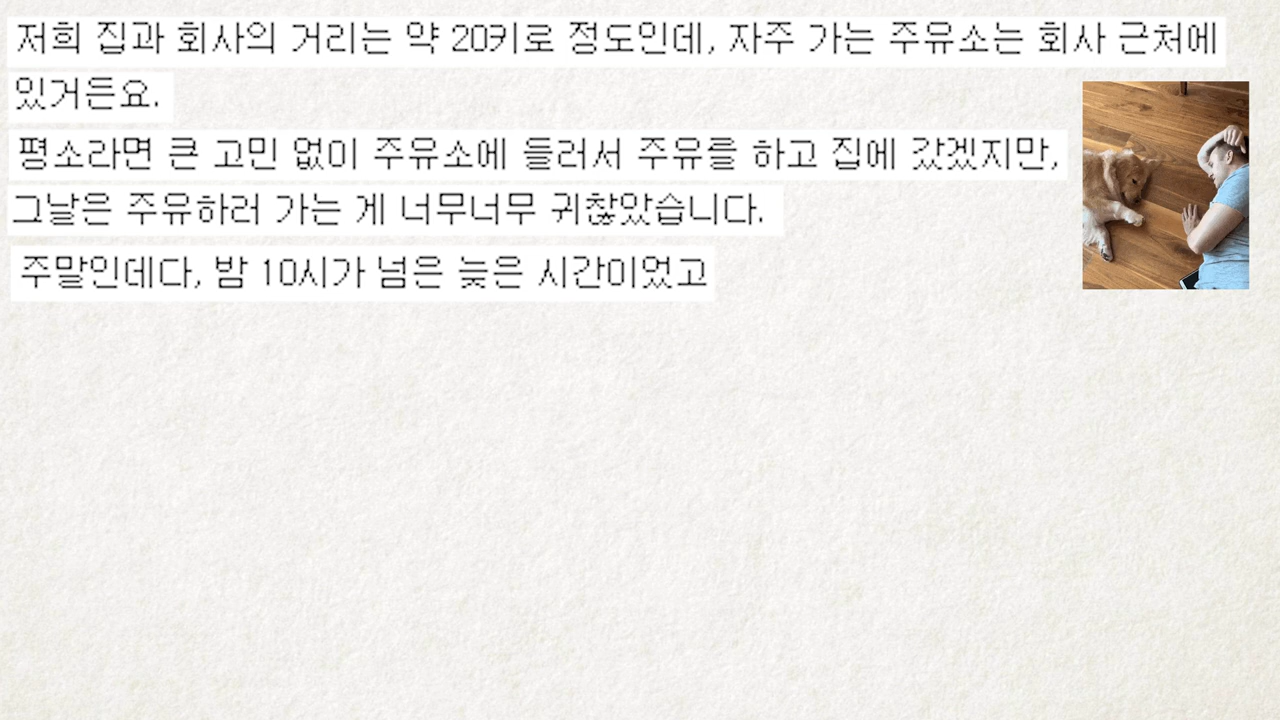 저희 집과 회사의 거리는 약 20키로 정도인데, 자주 가는 주유소는 회사 근처에
있거든요.
평소라면 큰 고민 없이 주유소에 들러서 주유를 하고 집에 갔겠지만,
그날은 주유하러 가는 게 너무너무 귀찮았습니다.
주말인데다, 밤 10시가 넘은 늦은 시간이었고